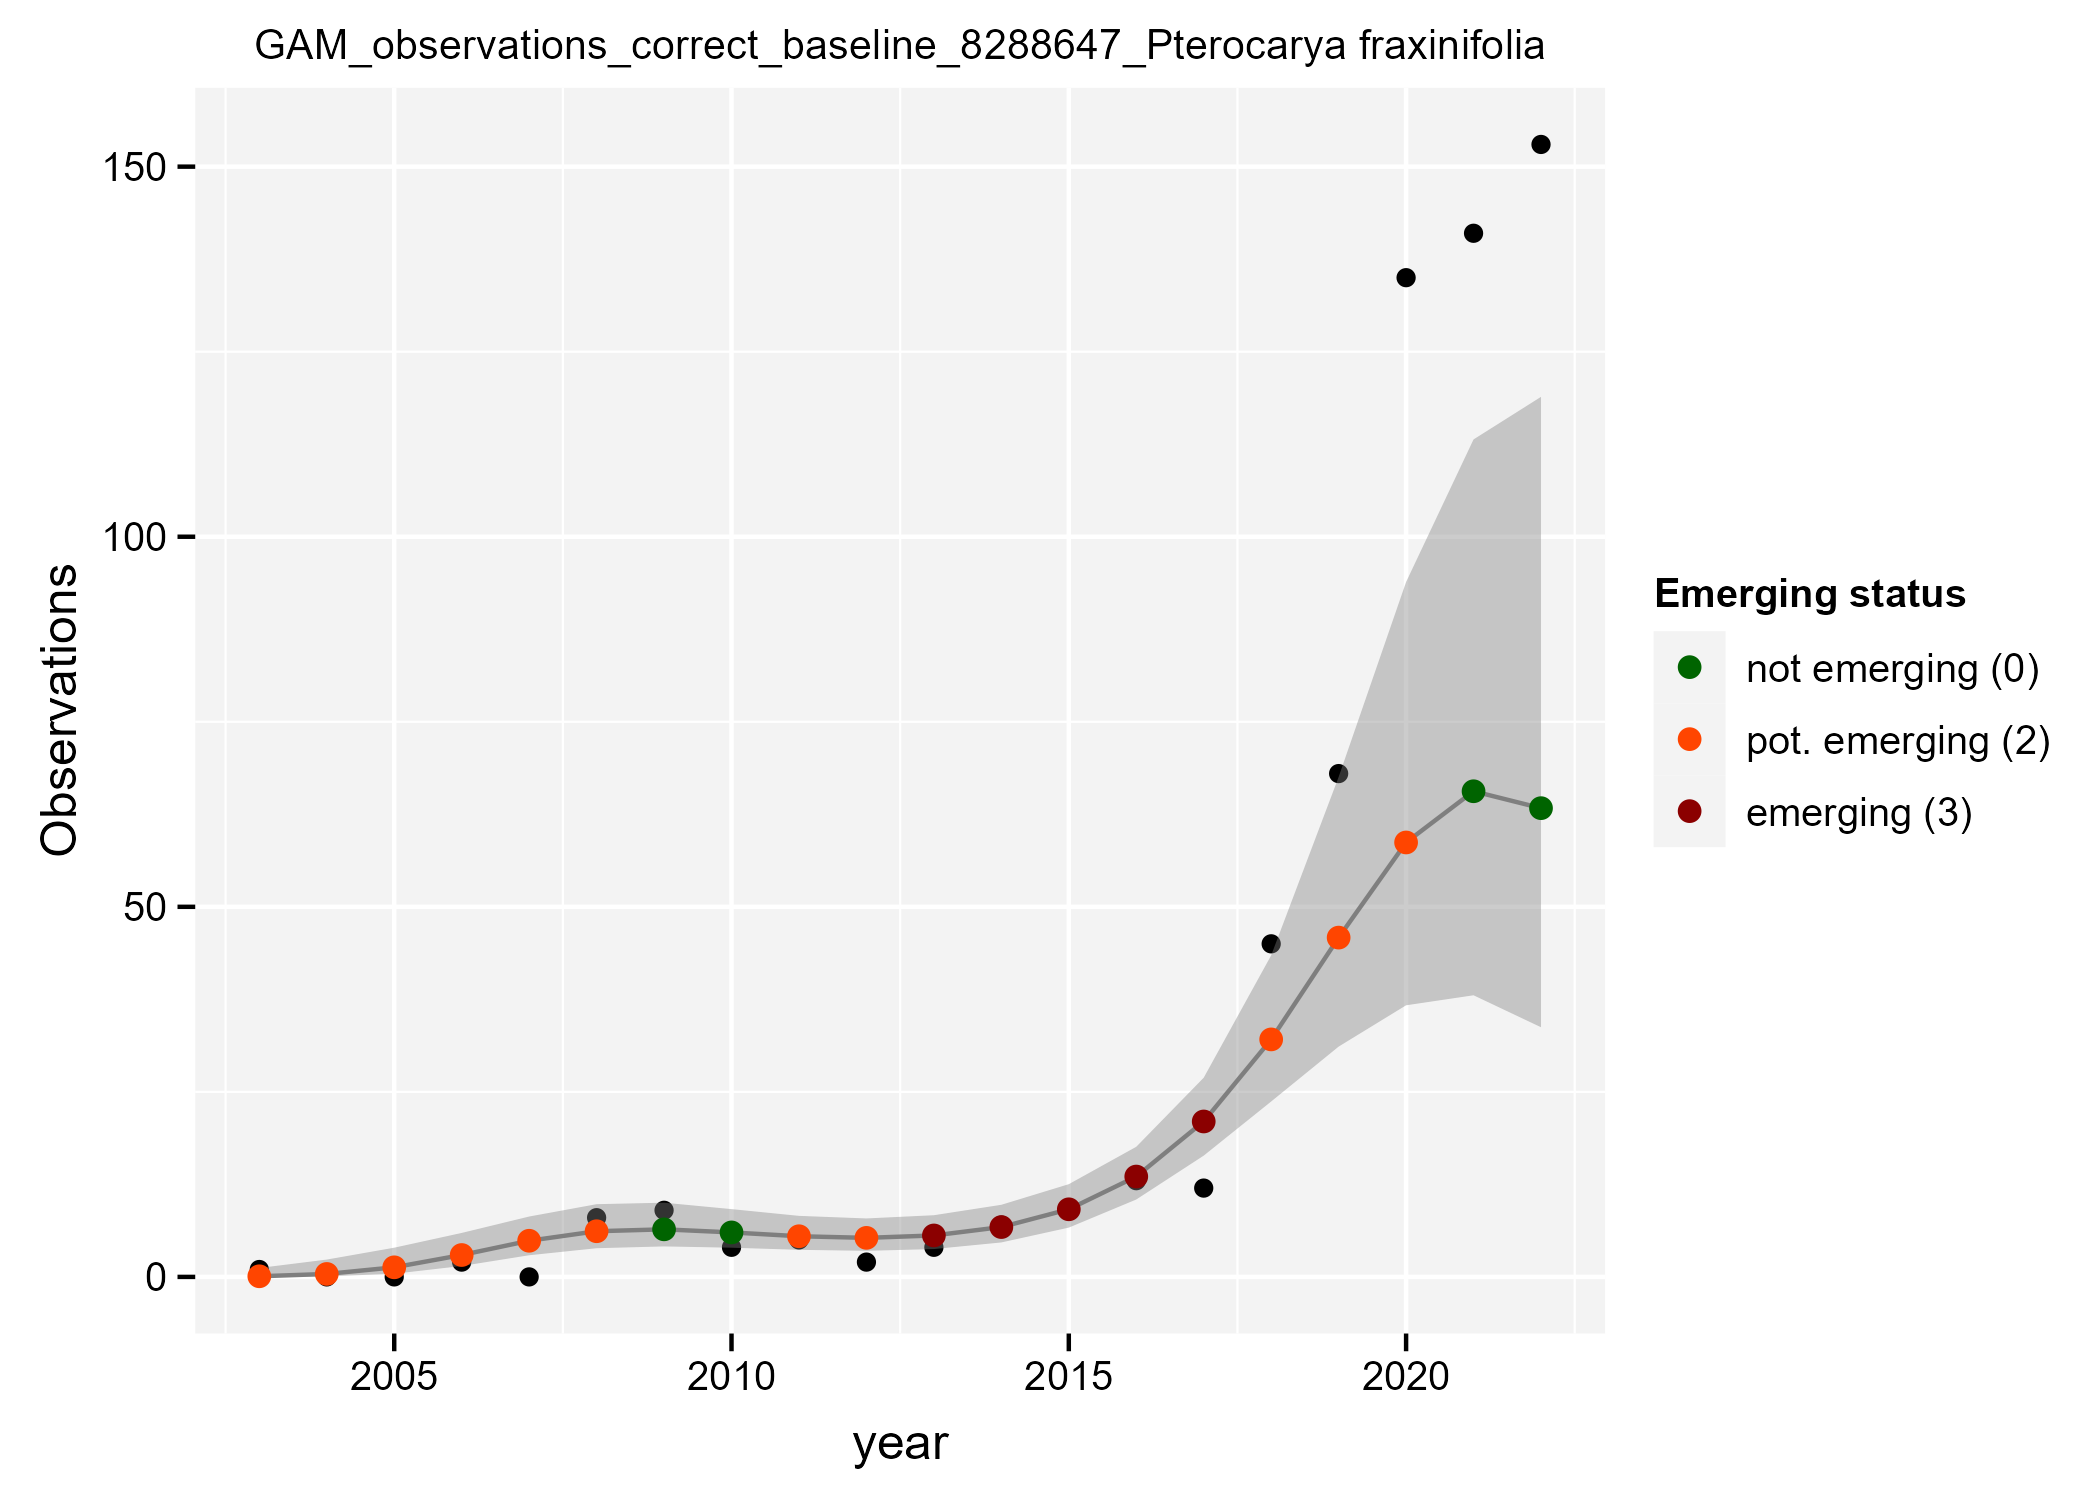 GAM_observations_correct_baseline_8288647_Pterocarya fraxinifolia
150
100
50
0
Observations
2005 2010 2015 2020
year
Emerging status
not emerging (0)
pot. emerging (2)
emerging (3)